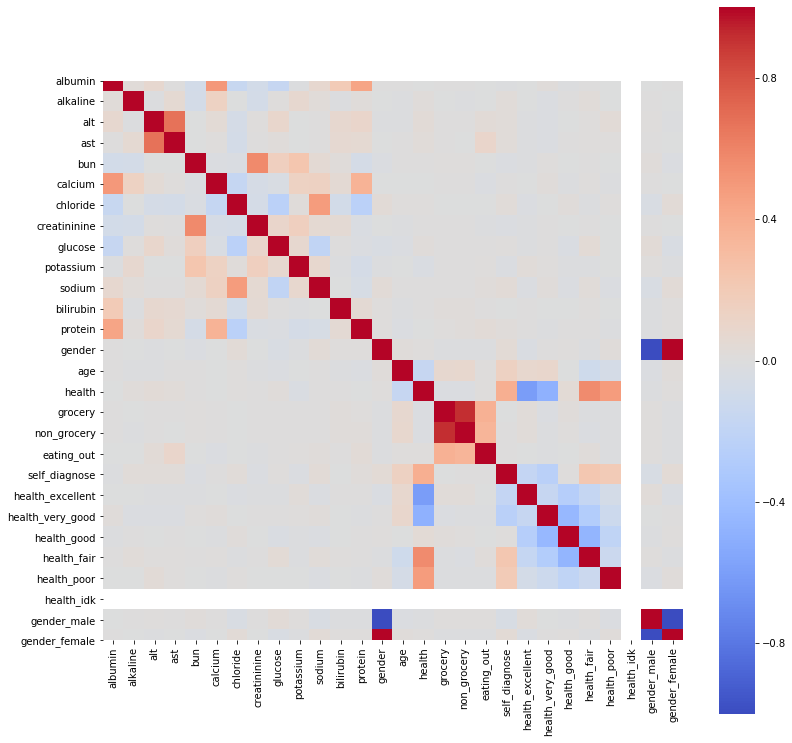 albumin
alkaline
alt
ast
bun
calcium
chloride
creatininine
glucose
potassium
sodium
bilirubin
protein
gender
age
health
grocery
non_grocery
eating_out
self_diagnose
health_excellent
health_very_good
health_good
health_fair
health_poor
health_idk
gender_male
gender_female
albumin
alkaline
alt
ast
bun
calcium
chloride
creatininine
glucose
potassium
sodium
bilirubin
protein
gender
age
health
grocery
non_grocery
eating_out
self_diagnose
health_excellent
health_very_good
health_good
health_fair
health_poor
health_idk
gender_male
gender_female
0.8
0.4
0.0
−0.4
−0.8